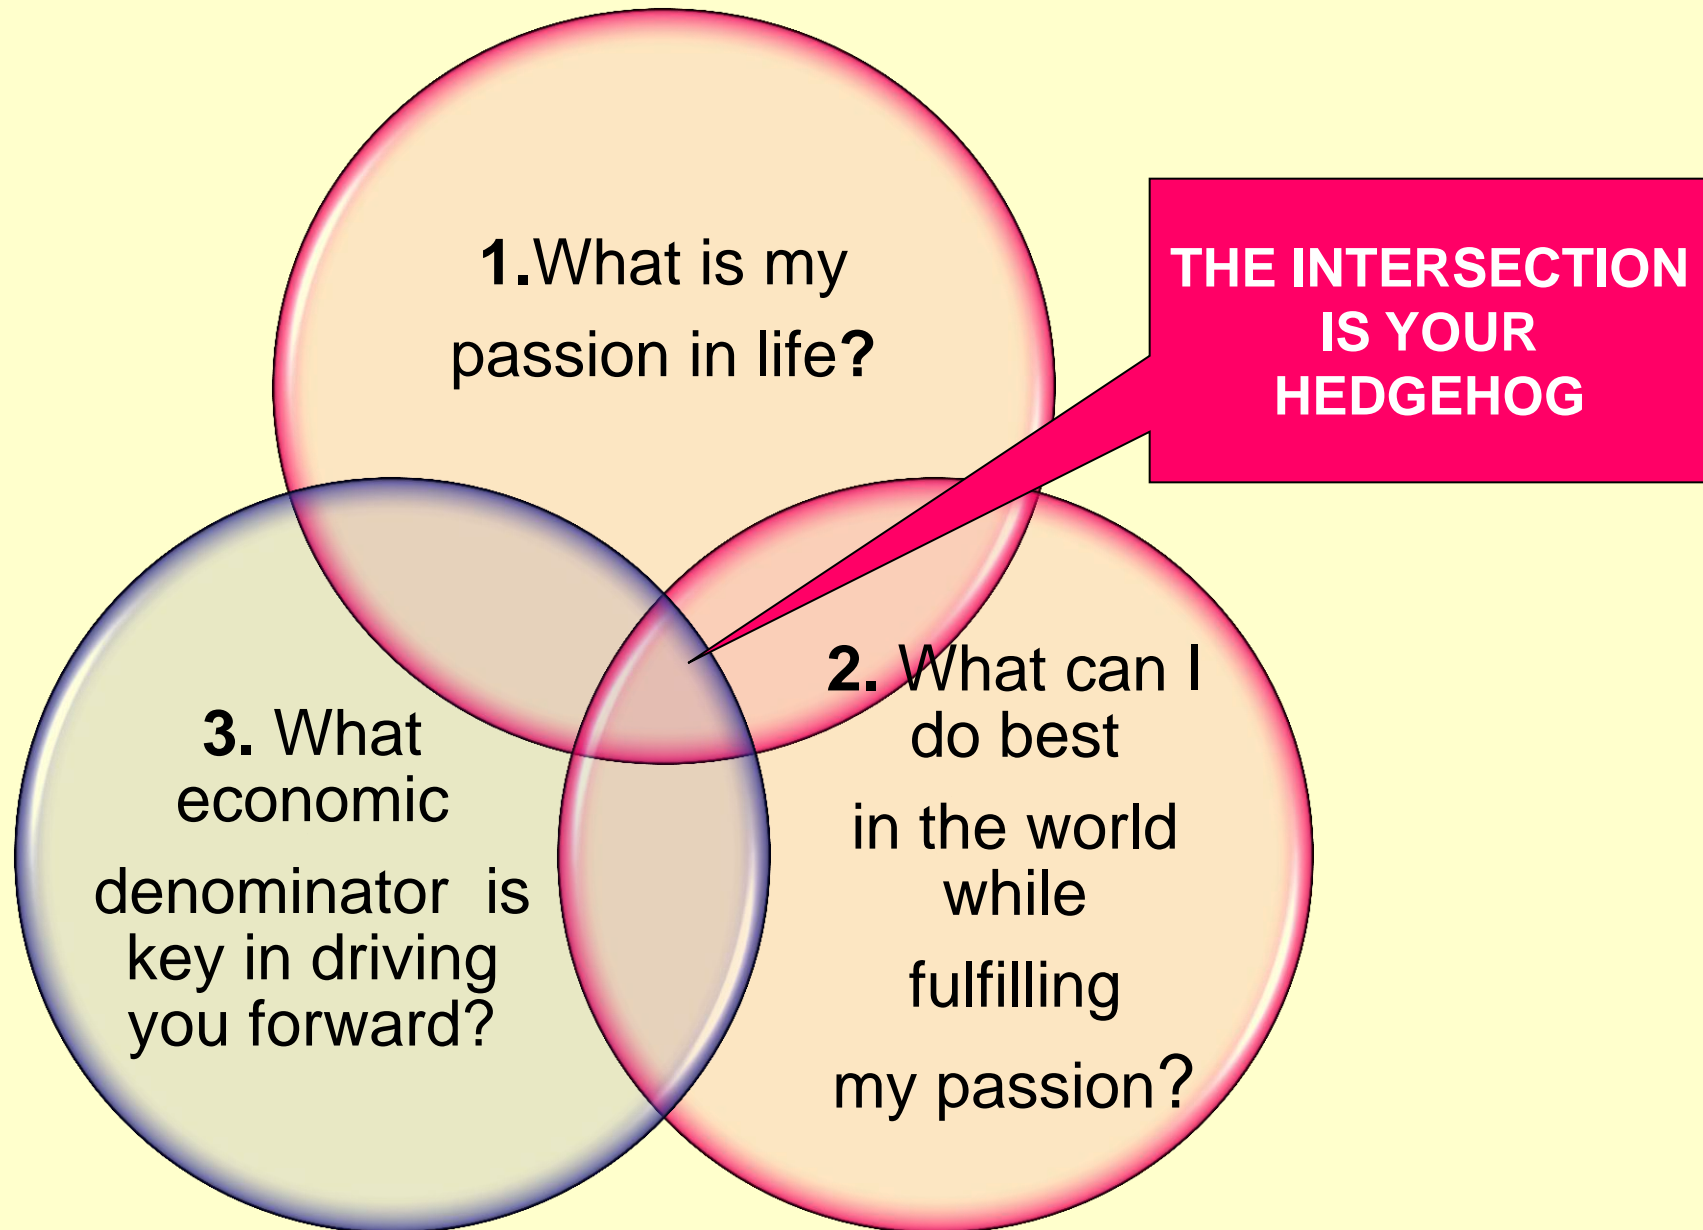 1.What is my
passion in life?
THE INTERSECTION
IS YOUR
HEDGEHOG
2. What can I
do best
in the world
while
fulfilling
my passion?
3. What
economic
denominator  is
key in driving
you forward?